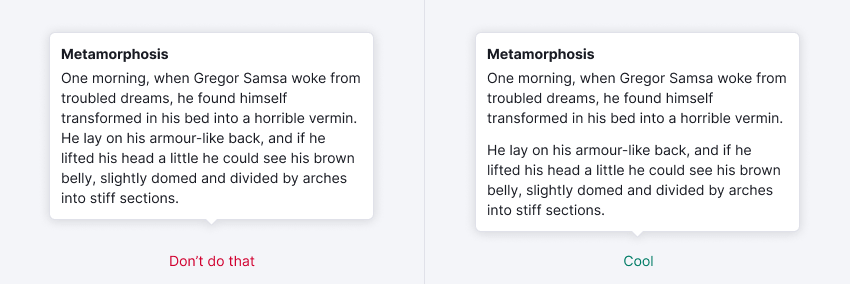 Metamorphosis
One morning, when Gregor Samsa woke from
troubled dreams, he found himself
transformed in his bed into a horrible vermin.
He lay on his armour-like back, and if he
lifted his head a little he could see his brown
belly, slightly domed and divided by arches
into stiff sections.
Don’t do that
Metamorphosis
One morning, when Gregor Samsa woke from
troubled dreams, he found himself
transformed in his bed into a horrible vermin.
He lay on his armour-like back, and if he
lifted his head a little he could see his brown
belly, slightly domed and divided by arches
into stiff sections.
Cool